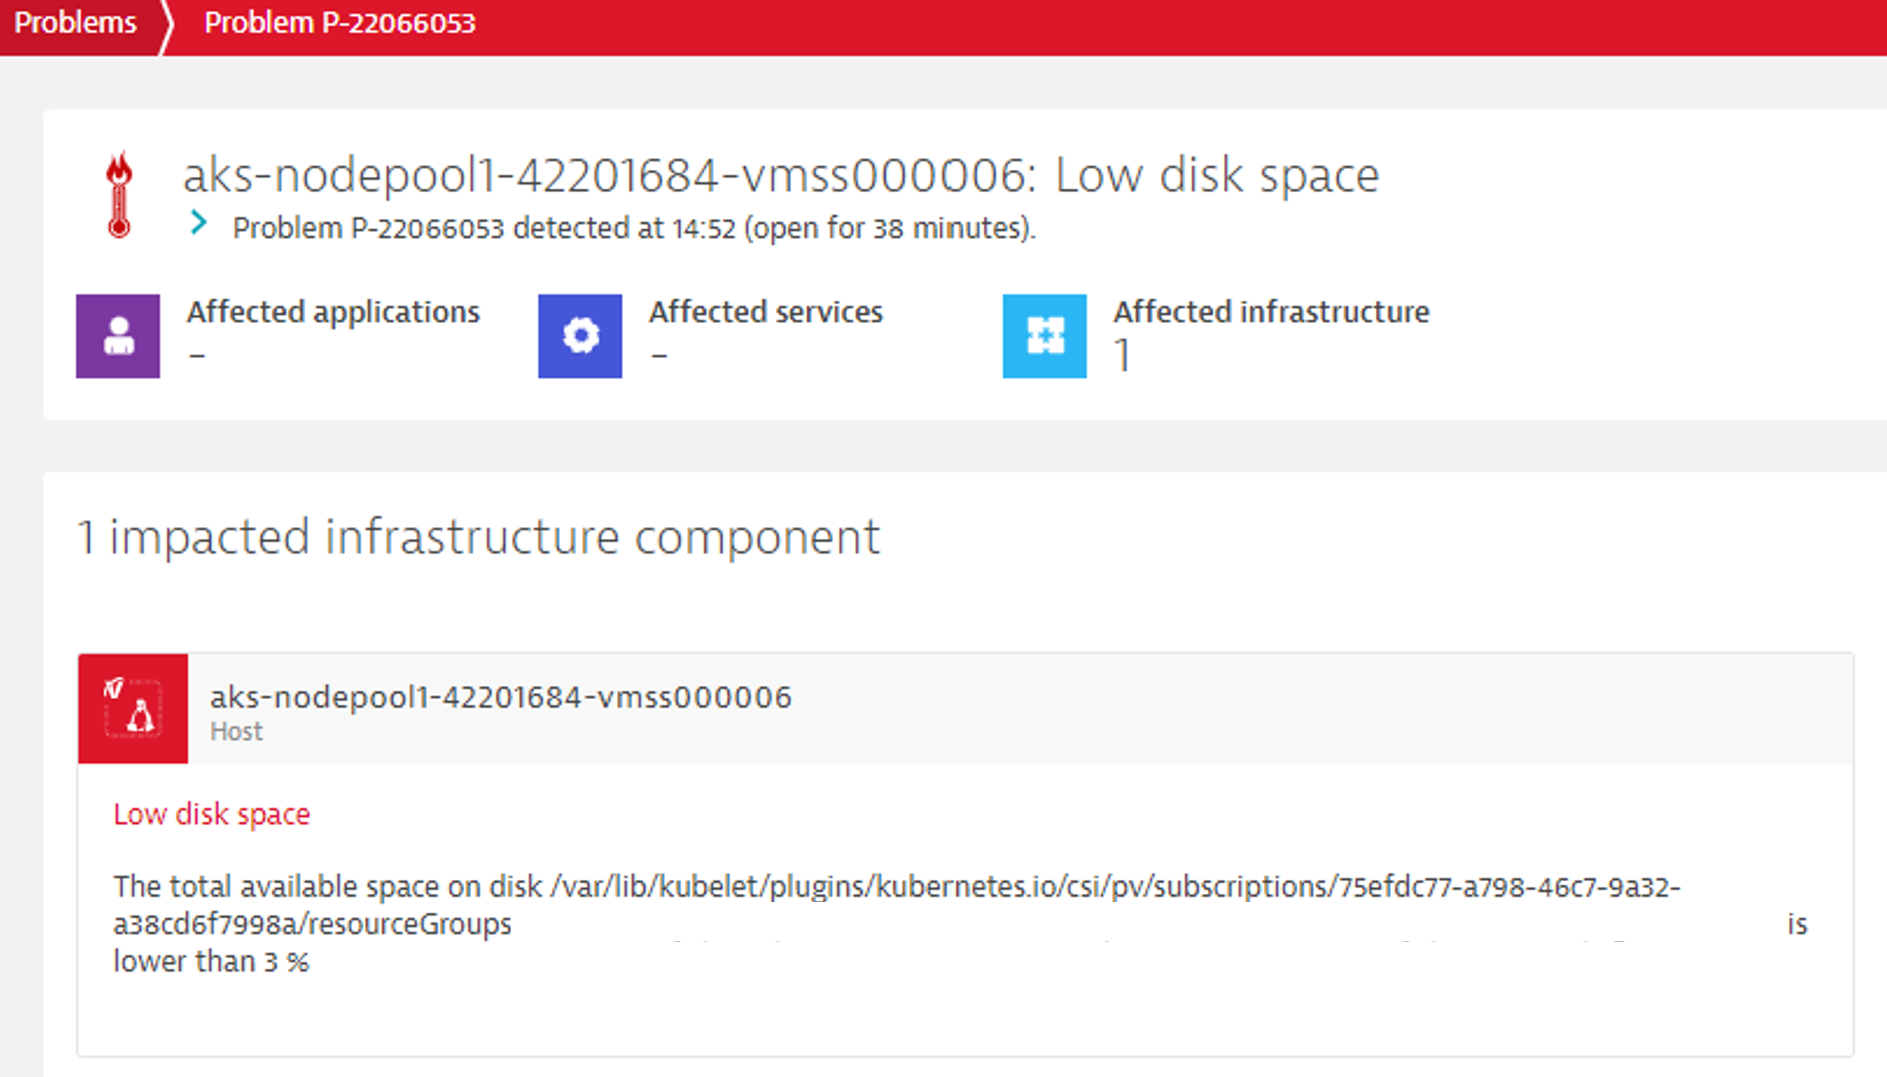 Problems
Problem P-22066053
aks-nodepool1-42201684-vmss000006: Low disk space
Problem P-22066053 detected at 14:52 (open for 38 minutes).
Affected applications
–
Affected services
–
Affected infrastructure
1
1 impacted infrastructure component
aks-nodepool1-42201684-vmss000006
Host
Low disk space
The total available space on disk /var/lib/kubelet/plugins/kubernetes.io/csi/pv/subscriptions/75efdc77-a798-46c7-9a32-
a38cd6f7998a/resourceGroups is
lower than 3 %